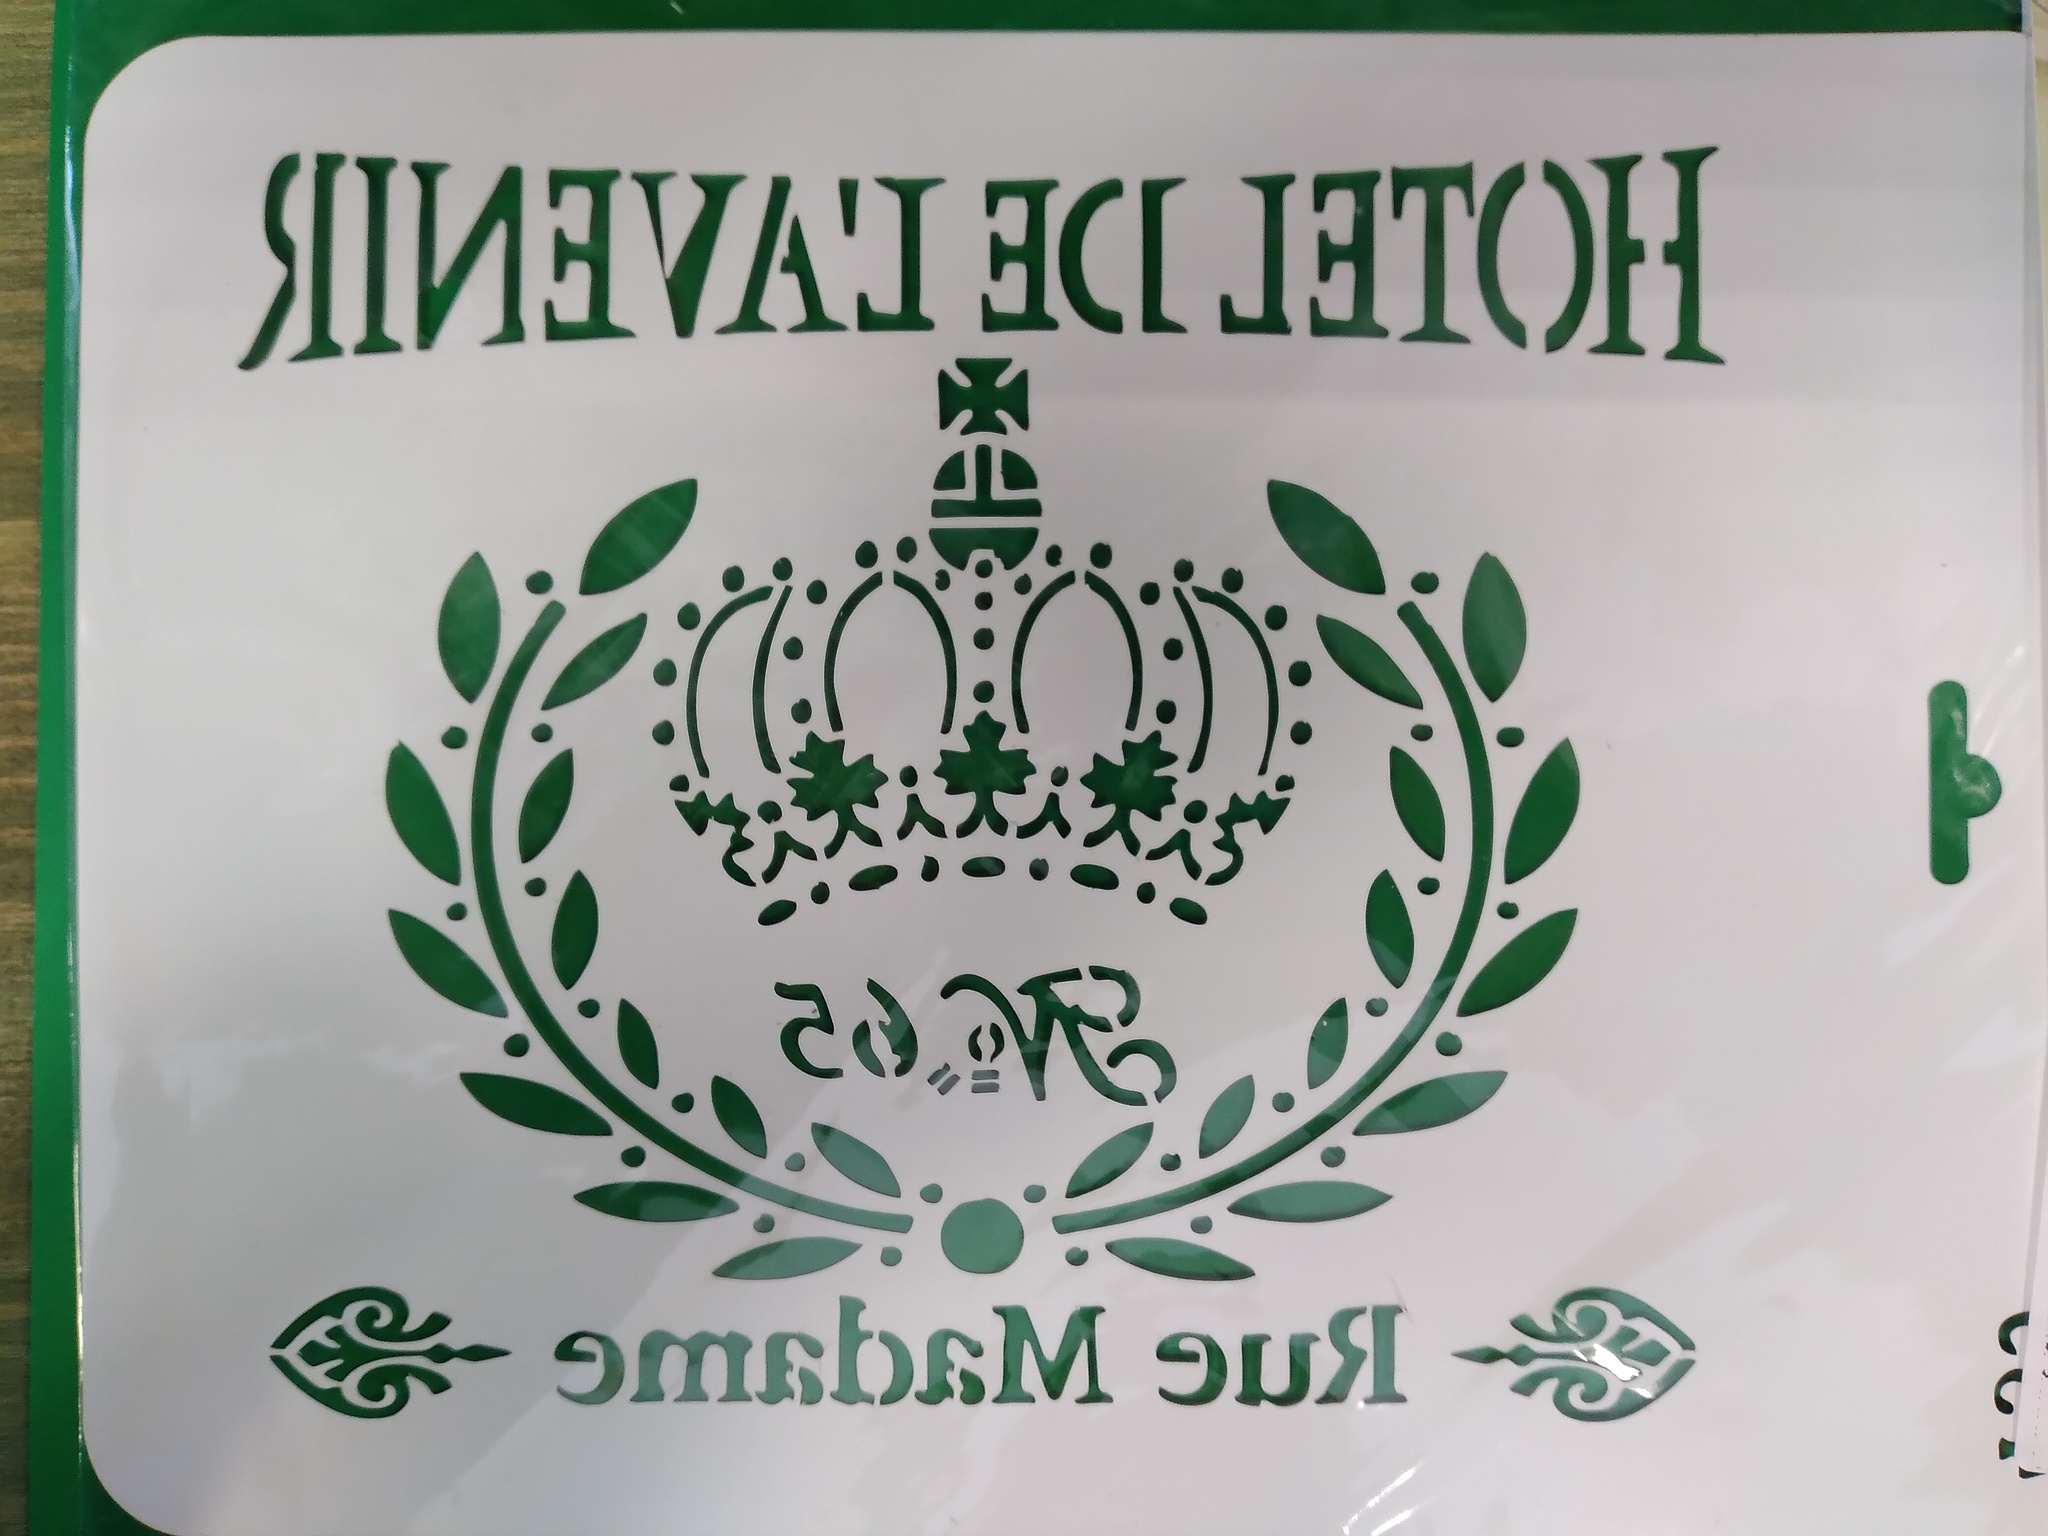 HOTEL DE L'AVENIR
No. 65
Rue Madame